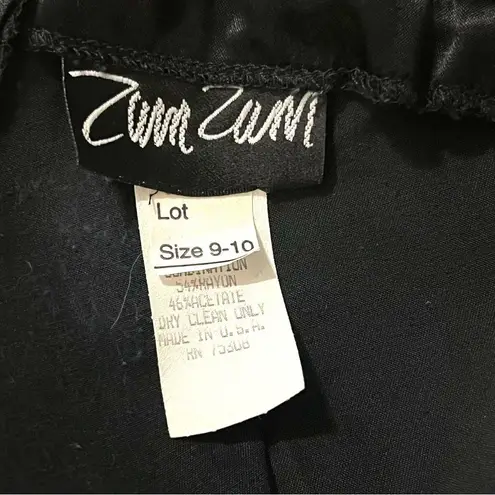 Zum Zum
Lot
Size 9-10
COMBINATION
54%RAYON
46%ACETATE
DRY CLEAN ONLY
MADE IN U.S.A.
RN 75308